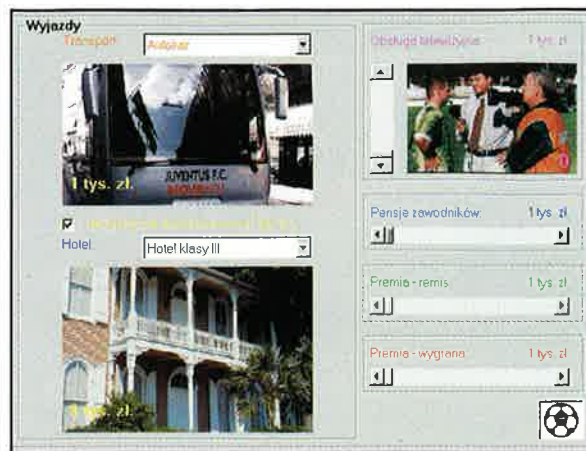 Wyjazdy
Transport:
Autokar
1 tys. zł.
JUVENTUS F.C.
Hotel:
Hotel klasy III
tys. zł.
Obsługa telewizyjna:
1 tys. zł
Pensje zawodników:
1 tys. zł
Premia - remis:
1 tys. zł
Premia - wygrana:
1 tys. zł